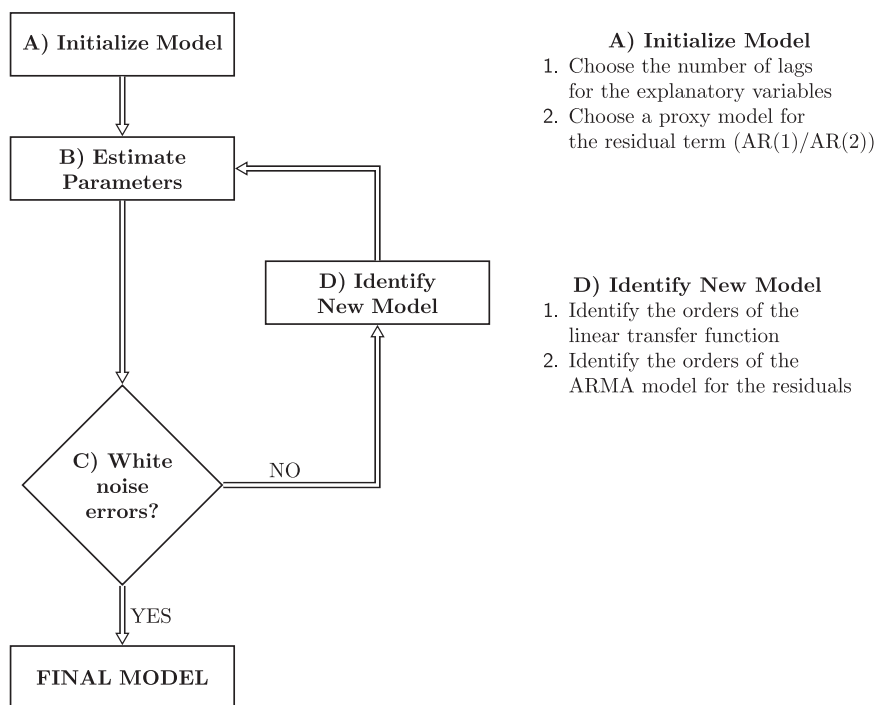 A) Initialize Model
B) Estimate
Parameters
D) Identify
New Model
C) White
noise
errors?
NO
YES
FINAL MODEL
A) Initialize Model
1. Choose the number of lags
for the explanatory variables
2. Choose a proxy model for
the residual term (AR(1)/AR(2))
D) Identify New Model
1. Identify the orders of the
linear transfer function
2. Identify the orders of the
ARMA model for the residuals